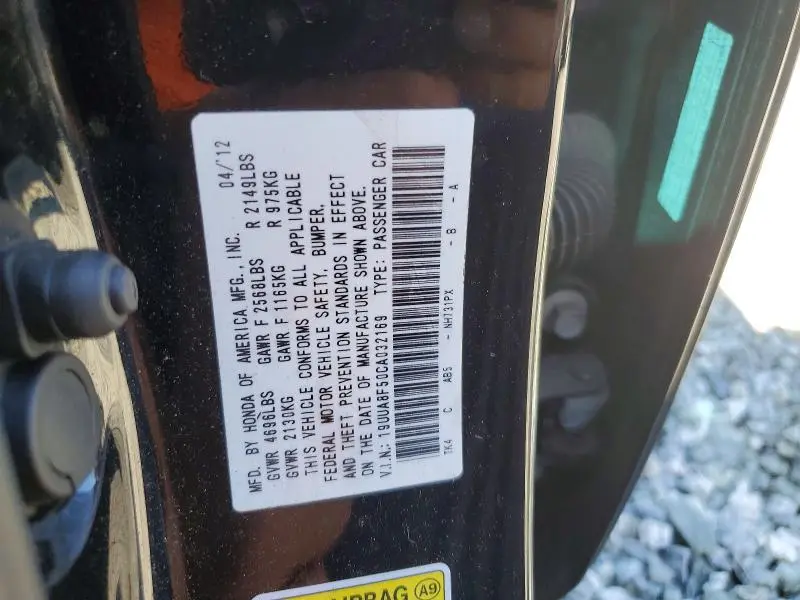 MFD. BY HONDA OF AMERICA MFG., INC. 04/'12
GVWR 4696LBS GAWR F 2568LBS R 2149LBS
GVWR 2130KG GAWR F 1165KG R 975KG
THIS VEHICLE CONFORMS TO ALL APPLICABLE
FEDERAL MOTOR VEHICLE SAFETY, BUMPER,
AND THEFT PREVENTION STANDARDS IN EFFECT
ON THE DATE OF MANUFACTURE SHOWN ABOVE.
V.I.N.: 19UUA8F50CA032169 TYPE: PASSENGER CAR
TK4 C AB5 - NH731PX - B - A
A9